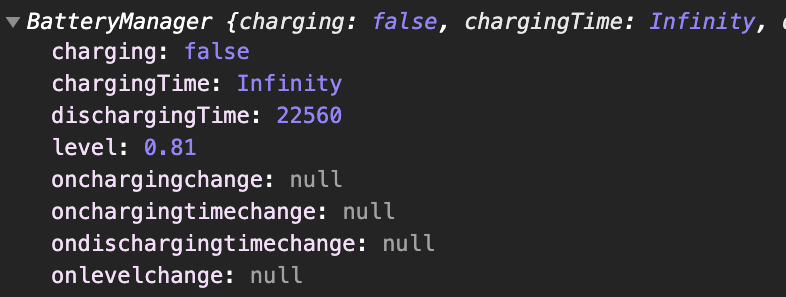 BatteryManager {charging: false, chargingTime: Infinity,
charging: false
chargingTime: Infinity
dischargingTime: 22560
level: 0.81
onchargingchange: null
onchargingtimechange: null
ondischargingtimechange: null
onlevelchange: null